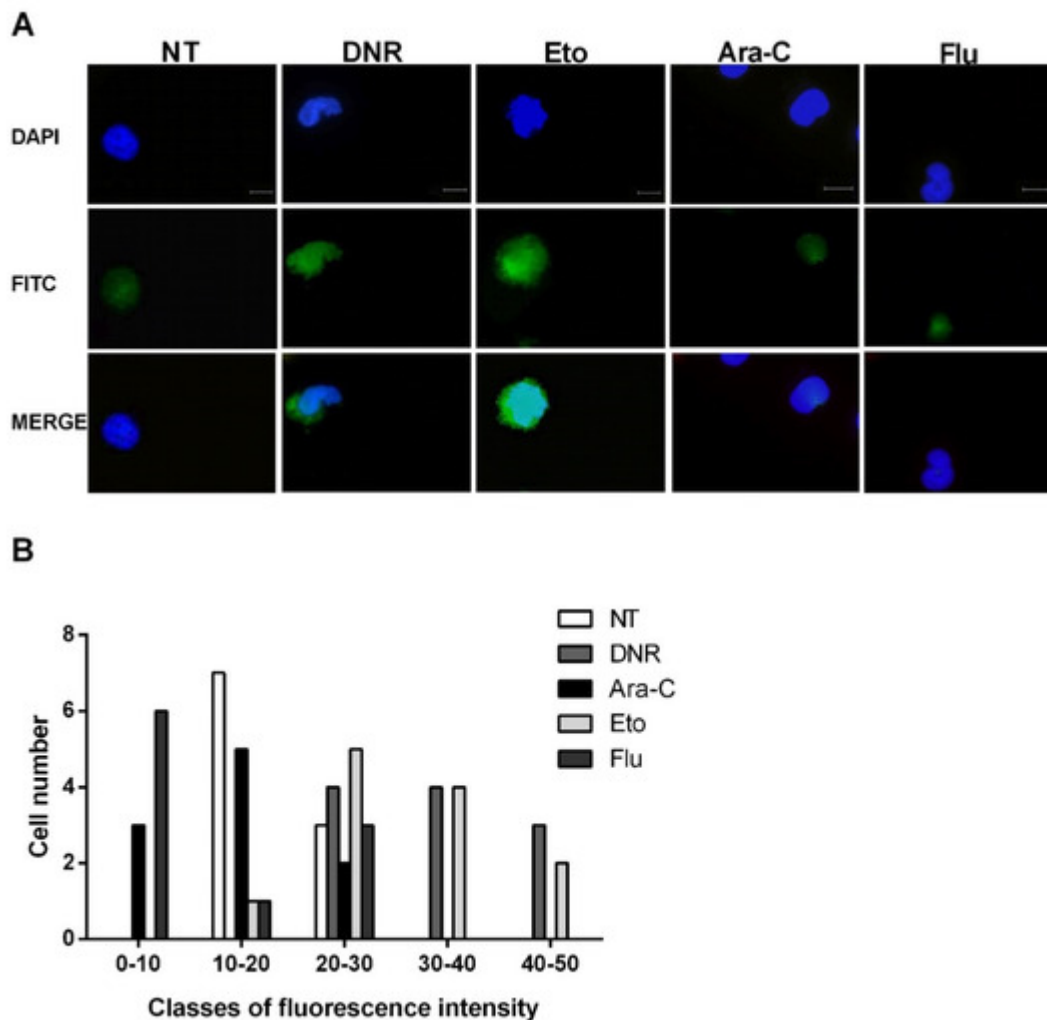 A
NT DNR Eto Ara-C Flu
DAPI
FITC
MERGE
B
NT
DNR
Ara-C
Eto
Flu
Cell number
8
6
4
2
0
0-10 10-20 20-30 30-40 40-50
Classes of fluorescence intensity